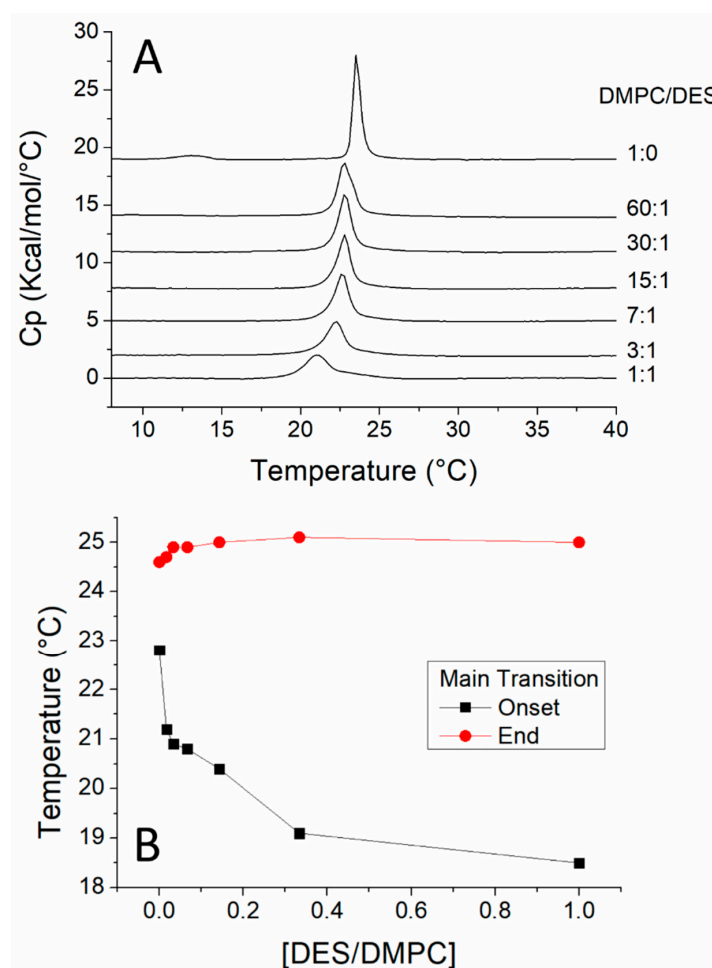 A
30
25
20
15
10
5
0
Cp (Kcal/mol/°C)
DMPC/DES
1:0
60:1
30:1
15:1
7:1
3:1
1:1
10 15 20 25 30 35 40
Temperature (°C)
25
24
23
22
21
20
19
18
Temperature (°C)
Main Transition
Onset
End
B
0.0 0.2 0.4 0.6 0.8 1.0
[DES/DMPC]